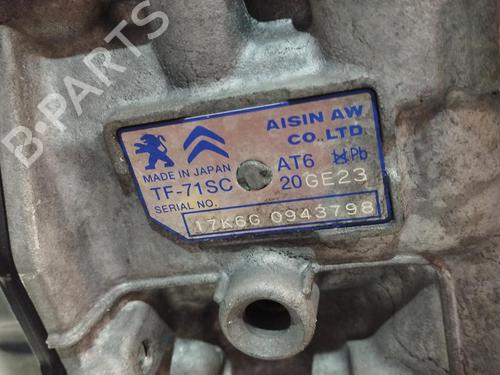 B-PARTS
AISIN AW
CO.,LTD
MADE IN JAPAN
TF-71SC
AT6 Pb
20GE23
SERIAL NO.
17K6G 0943798